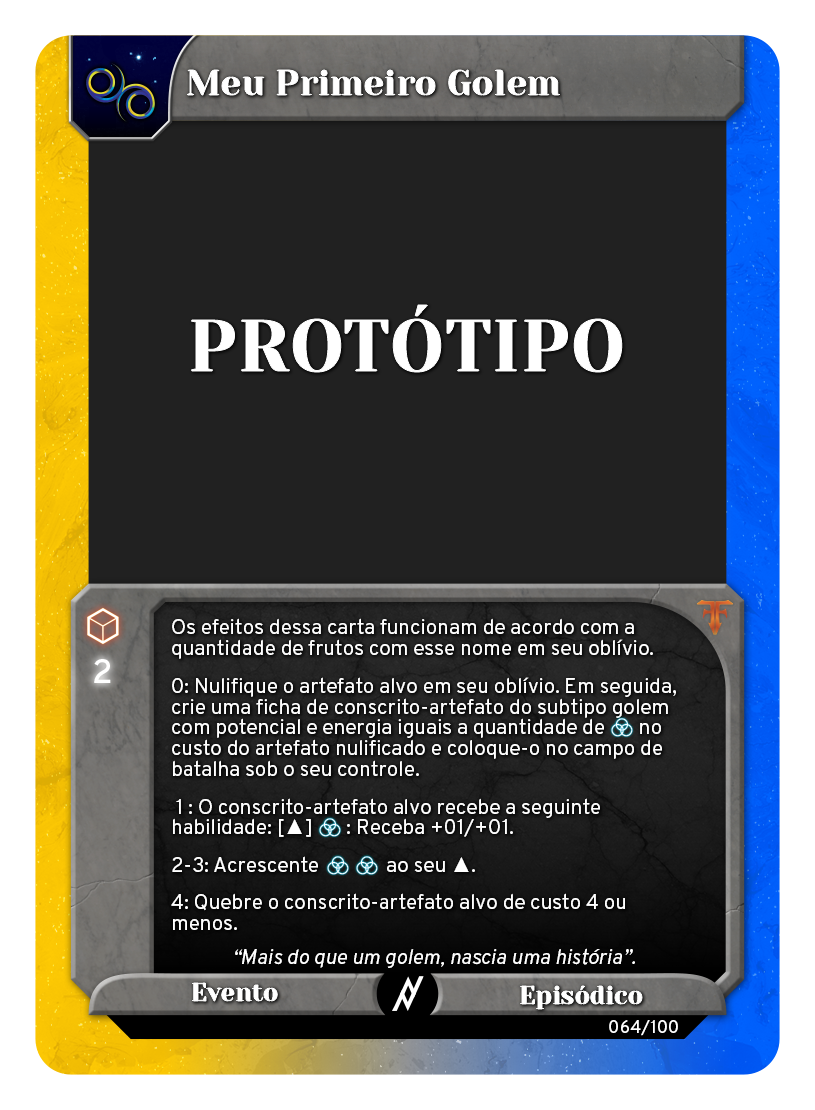 Meu Primeiro Golem
PROTÓTIPO
2
Os efeitos dessa carta funcionam de acordo com a
quantidade de frutos com esse nome em seu oblívio.
0: Nulifique o artefato alvo em seu oblívio. Em seguida,
crie uma ficha de conscrito-artefato do subtipo golem
com potencial e energia iguais a quantidade de no
custo do artefato nulificado e coloque-o no campo de
batalha sob o seu controle.
1: O conscrito-artefato alvo recebe a seguinte
habilidade: [▲] : Receba +01/+01.
2-3: Acrescente ao seu ▲.
4: Quebre o conscrito-artefato alvo de custo 4 ou
menos.
“Mais do que um golem, nascia uma história”.
Evento
Episódico
064/100